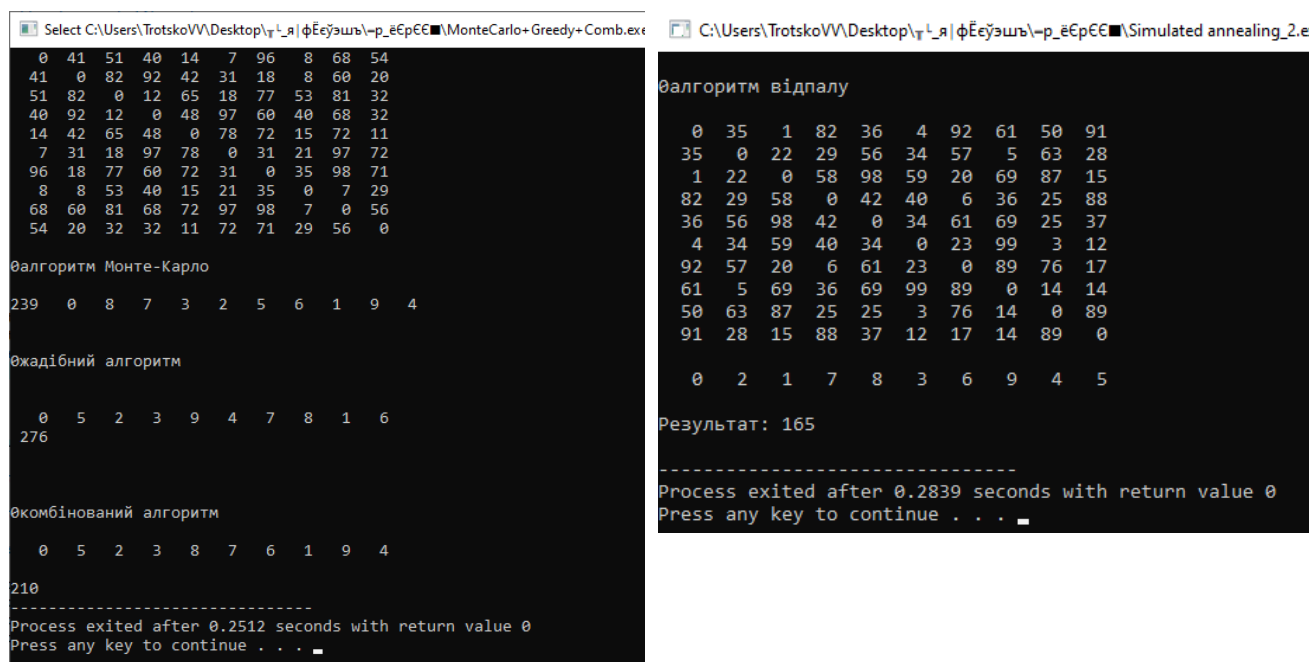 Select C:\Users\TrotskoVV\Desktop\╥└_я|фЁєўэшъ\¬р_ёЄрЄЄ■\MonteCarlo+Greedy+Comb.exe
0 41 51 40 14 7 96 8 68 54
41 0 82 92 42 31 18 8 60 20
51 82 0 12 65 18 77 53 81 32
40 92 12 0 48 97 60 40 68 32
14 42 65 48 0 78 72 15 72 11
7 31 18 97 78 0 31 21 97 72
96 18 77 60 72 31 0 35 98 71
8 8 53 40 15 21 35 0 7 29
68 60 81 68 72 97 98 7 0 56
54 20 32 32 11 72 71 29 56 0
0алгоритм Монте-Карло
239 0 8 7 3 2 5 6 1 9 4
0жадібний алгоритм
0 5 2 3 9 4 7 8 1 6
276
0комбінований алгоритм
0 5 2 3 8 7 6 1 9 4
210
--------------------------------
Process exited after 0.2512 seconds with return value 0
Press any key to continue . . .
C:\Users\TrotskoVV\Desktop\╥└_я|фЁєўэшъ\¬р_ёЄрЄЄ■\Simulated annealing_2.e
0алгоритм відпалу
0 35 1 82 36 4 92 61 50 91
35 0 22 29 56 34 57 5 63 28
1 22 0 58 98 59 20 69 87 15
82 29 58 0 42 40 6 36 25 88
36 56 98 42 0 34 61 69 25 37
4 34 59 40 34 0 23 99 3 12
92 57 20 6 61 23 0 89 76 17
61 5 69 36 69 99 89 0 14 14
50 63 87 25 25 3 76 14 0 89
91 28 15 88 37 12 17 14 89 0
0 2 1 7 8 3 6 9 4 5
Результат: 165
--------------------------------
Process exited after 0.2839 seconds with return value 0
Press any key to continue . . .